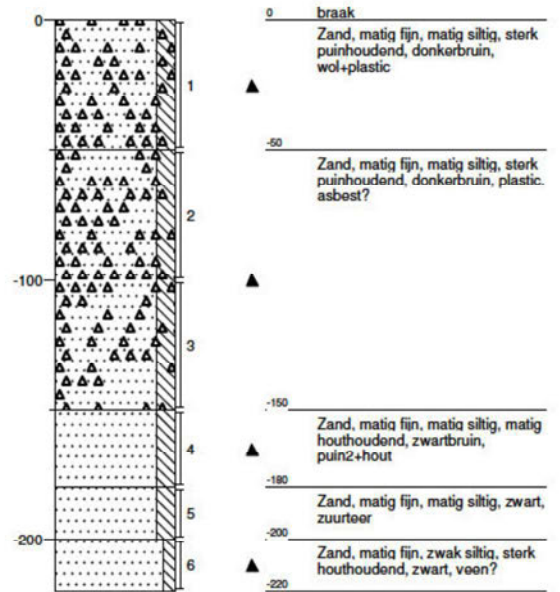 0
0
braak
Zand, matig fijn, matig siltig, sterk
puinhoudend, donkerbruin,
wol+plastic
1
-50
Zand, matig fijn, matig siltig, sterk
puinhoudend, donkerbruin, plastic.
asbest?
2
-100
3
-150
Zand, matig fijn, matig siltig, matig
houthoudend, zwartbruin,
puin2+hout
4
-180
Zand, matig fijn, matig siltig, zwart,
zuurteer
5
-200
-200
Zand, matig fijn, zwak siltig, sterk
houthoudend, zwart, veen?
6
-220